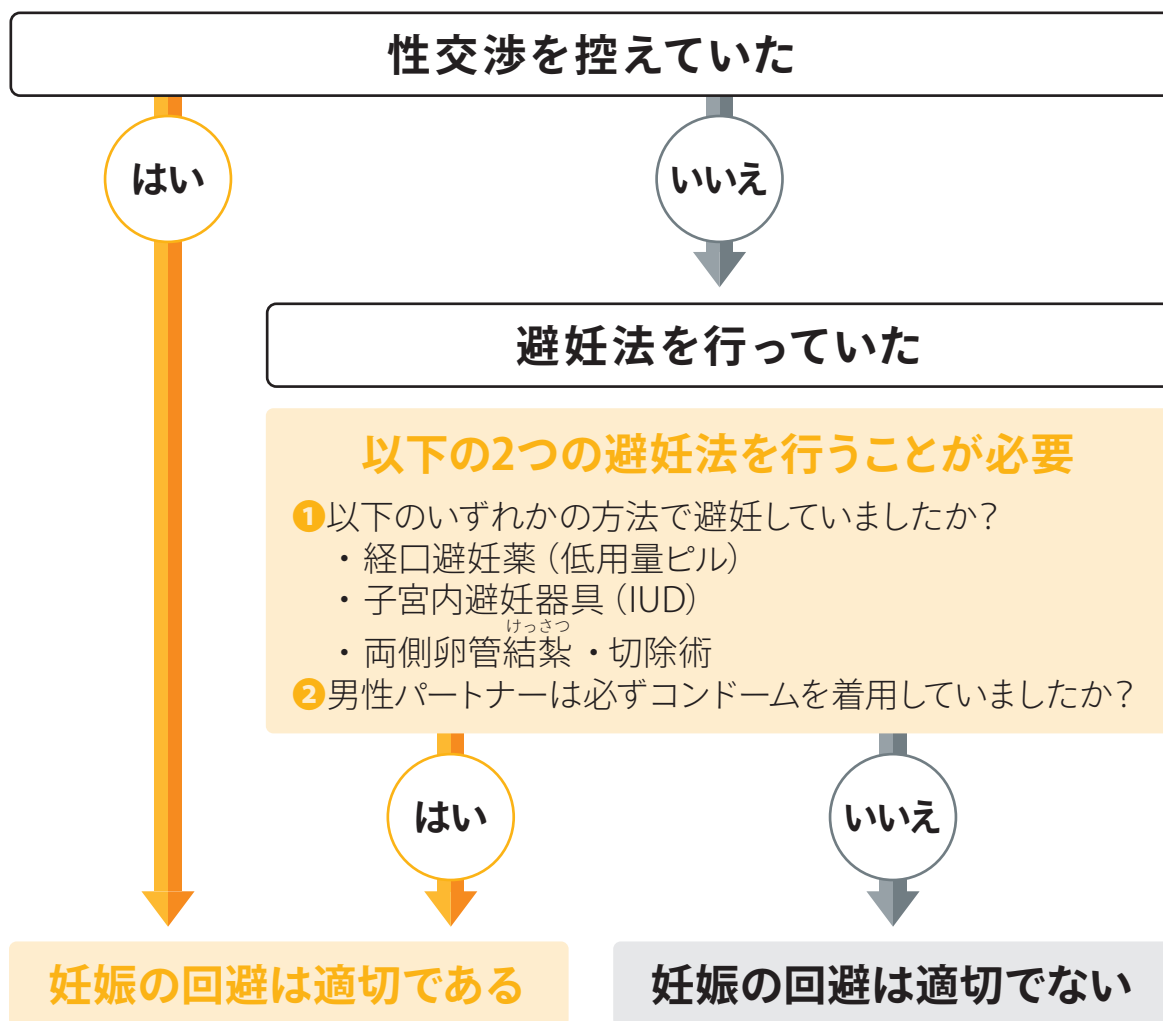 性交渉を控えていた
はい
いいえ
避妊法を行っていた
以下の2つの避妊法を行うことが必要
❶以下のいずれかの方法で避妊していましたか？
・経口避妊薬（低用量ピル）
・子宮内避妊器具（IUD）
けっさつ
・両側卵管結紮・切除術
❷男性パートナーは必ずコンドームを着用していましたか？
はい
いいえ
妊娠の回避は適切である
妊娠の回避は適切でない